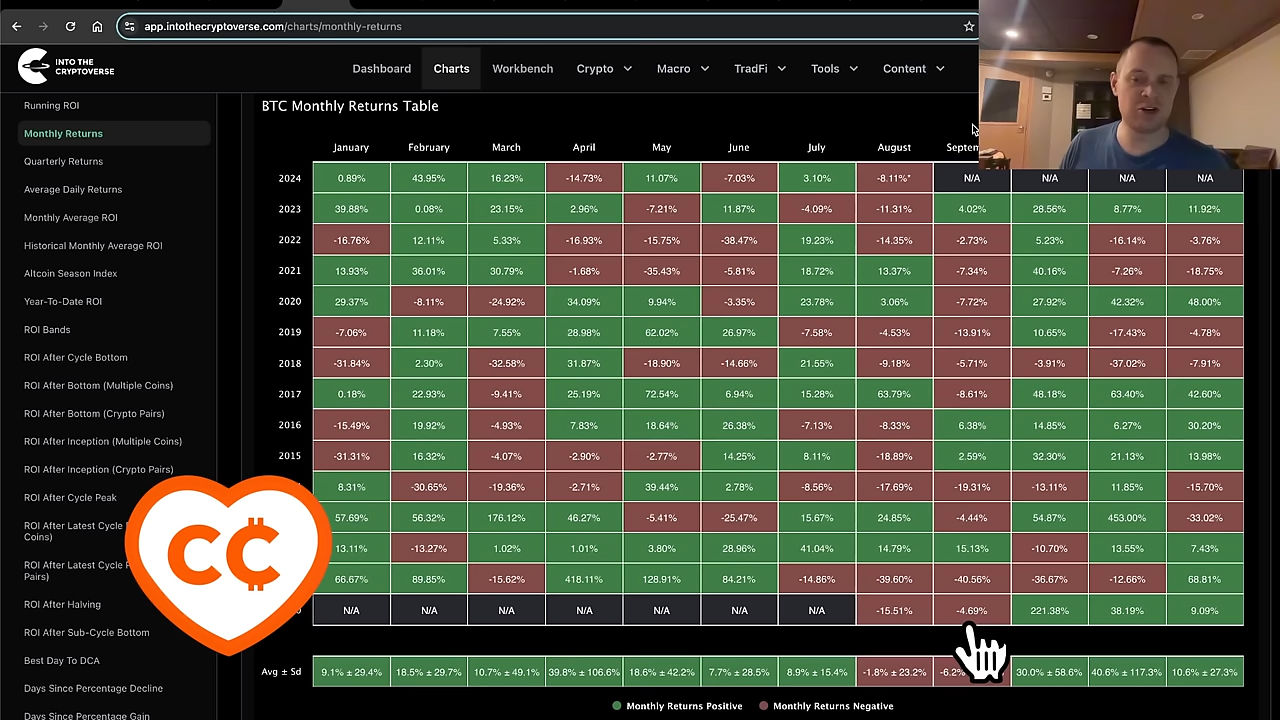 app.intothecryptoverse.com/charts/monthly-returns
INTO THE
CRYPTOVERSE
Dashboard Charts Workbench Crypto Macro TradFi Tools Content
Running ROI
Monthly Returns
Quarterly Returns
Average Daily Returns
Monthly Average ROI
Historical Monthly Average ROI
Altcoin Season Index
Year-To-Date ROI
ROI Bands
ROI After Cycle Bottom
ROI After Bottom (Multiple Coins)
ROI After Bottom (Crypto Pairs)
ROI After Inception (Multiple Coins)
ROI After Inception (Crypto Pairs)
ROI After Cycle Peak
ROI After Latest Cycle
Coins)
ROI After Latest Cycle
Pairs)
ROI After Halving
ROI After Sub-Cycle Bottom
Best Day To DCA
Days Since Percentage Decline
Days Since Percentage Gain
BTC Monthly Returns Table
January February March April May June July August
2024 0.89% 43.95% 16.23% -14.73% 11.07% -7.03% 3.10% -8.11%* N/A N/A N/A N/A
2023 39.88% 0.08% 23.15% 2.96% -7.21% 11.87% -4.09% -11.31% 4.02% 28.56% 8.77% 11.92%
2022 -16.76% 12.11% 5.33% -16.93% -15.75% -38.47% 19.23% -14.35% -2.73% 5.23% -16.14% -3.76%
2021 13.93% 36.01% 30.79% -1.68% -35.43% -5.81% 18.72% 13.37% -7.34% 40.16% -7.26% -18.75%
2020 29.37% -8.11% -24.92% 34.09% 9.94% -3.35% 23.78% 3.06% -7.72% 27.92% 42.32% 48.00%
2019 -7.06% 11.18% 7.55% 28.98% 62.02% 26.97% -7.58% -4.53% -13.91% 10.65% -17.43% -4.78%
2018 -31.84% 2.30% -32.58% 31.87% -18.90% -14.66% 21.55% -9.18% -5.71% -3.91% -37.02% -7.91%
2017 0.18% 22.93% -9.41% 25.19% 72.54% 6.94% 15.28% 63.79% -8.61% 48.18% 63.40% 42.60%
2016 -15.49% 19.92% -4.93% 7.83% 18.64% 26.38% -7.13% -8.33% 6.38% 14.85% 6.27% 30.20%
2015 -31.31% 16.32% -4.07% -2.90% -2.77% 14.25% 8.11% -18.89% 2.59% 32.30% 21.13% 13.98%
8.31% -30.65% -19.36% -2.71% 39.44% 2.78% -8.56% -17.69% -19.31% -13.11% 11.85% -15.70%
57.69% 56.32% 176.12% 46.27% -5.41% -25.47% 15.67% 24.85% -4.44% 54.87% 453.00% -33.02%
13.11% -13.27% 1.02% 1.01% 3.80% 28.96% 41.04% 14.79% 15.13% -10.70% 13.55% 7.43%
66.67% 89.85% -15.62% 418.11% 128.91% 84.21% -14.86% -39.60% -40.56% -36.67% -12.66% 68.81%
N/A N/A N/A N/A N/A N/A N/A -15.51% -4.69% 221.38% 38.19% 9.09%
Avg ± Sd 9.1% ± 29.4% 18.5% ± 29.7% 10.7% ± 49.1% 39.8% ± 106.6% 18.6% ± 42.2% 7.7% ± 28.5% 8.9% ± 15.4% -1.8% ± 23.2% -6.2% 30.0% ± 58.6% 40.6% ± 117.3% 10.6% ± 27.3%
Monthly Returns Positive Monthly Returns Negative